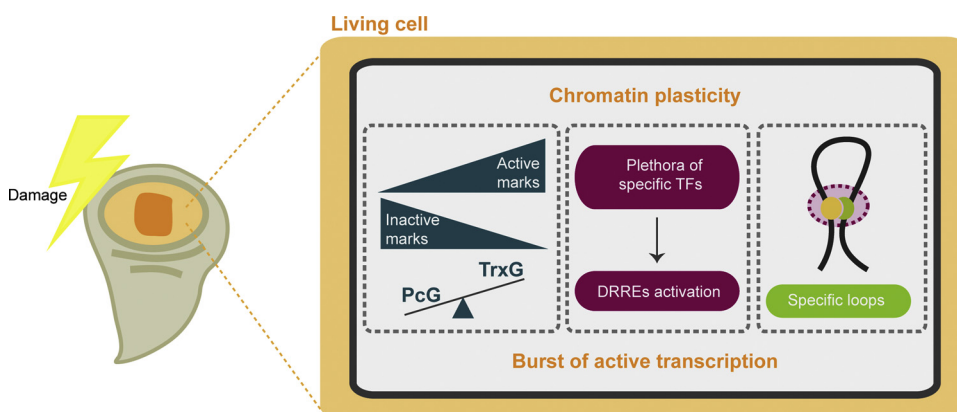 Living cell
Damage
Chromatin plasticity
Active
marks
Inactive
marks
TrxG
PcG
Plethora of
specific TFs
DRREs activation
Specific loops
Burst of active transcription